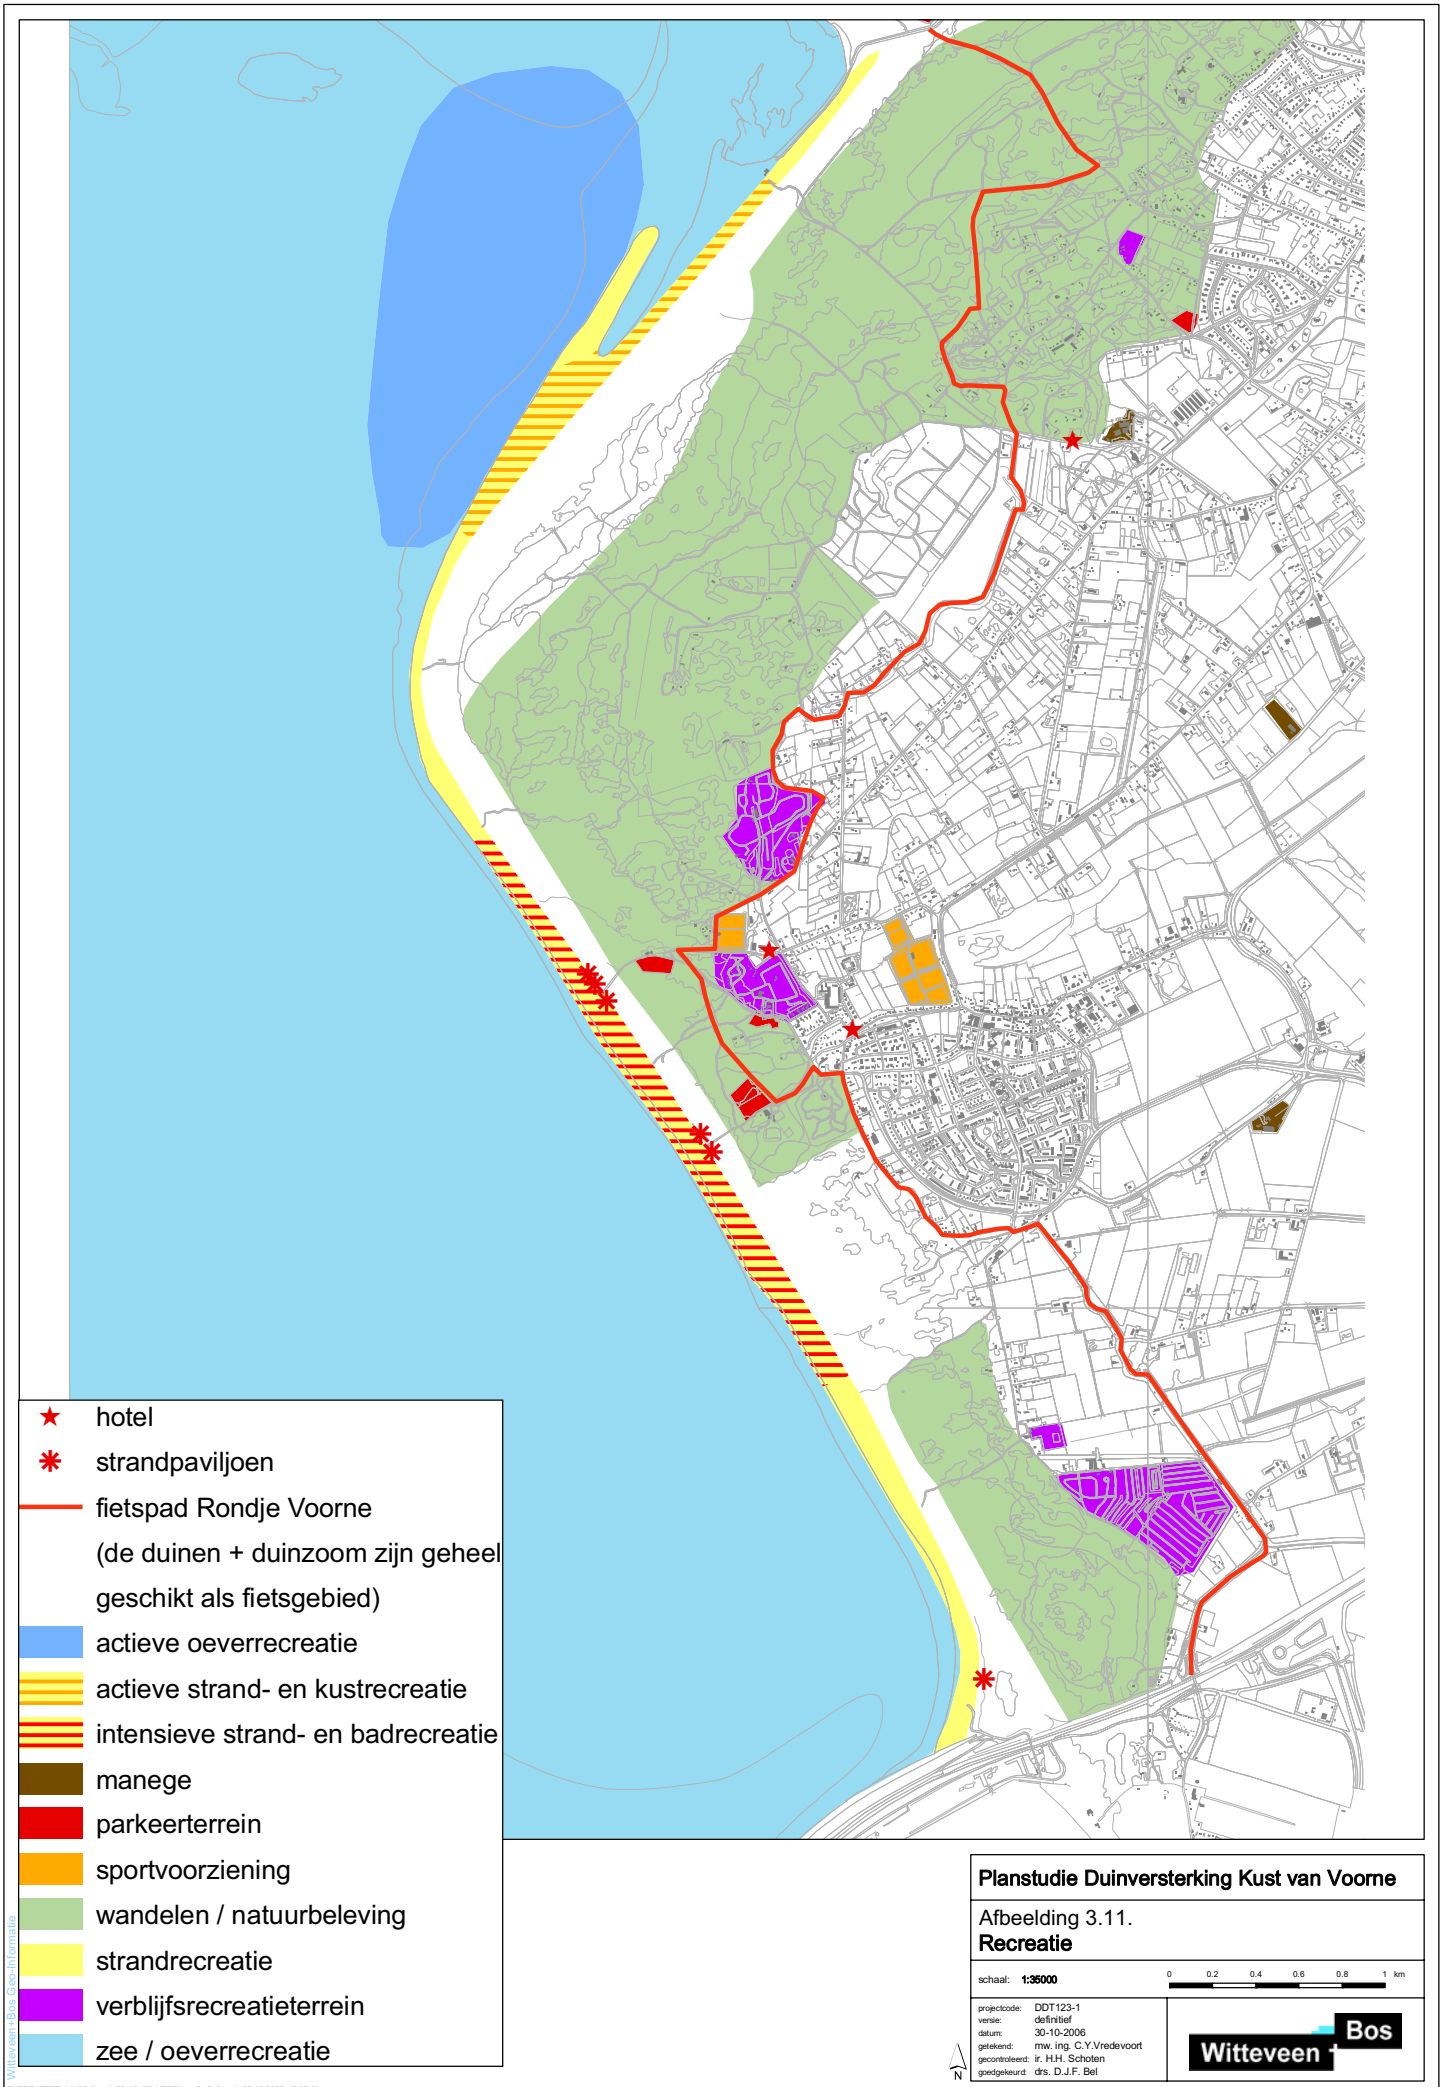 hotel
strandpaviljoen
fietspad Rondje Voorne
(de duinen + duinzoom zijn geheel
geschikt als fietsgebied)
actieve oeverrecreatie
actieve strand- en kustrecreatie
intensieve strand- en badrecreatie
manege
parkeerterrein
sportvoorziening
wandelen / natuurbeleving
strandrecreatie
verblijfsrecreatieterrein
zee / oeverrecreatie
Witteveen+Bos Geo-Informatie
Planstudie Duinversterking Kust van Voorne
Afbeelding 3.11.
Recreatie
schaal: 1:35000
0 0.2 0.4 0.6 0.8 1 km
projectcode: DDT123-1
versie: definitief
datum: 30-10-2006
getekend: mw. ing. C.Y.Vredevoort
gecontroleerd: ir. H.H. Schoten
goedgekeurd: drs. D.J.F. Bel
N
Witteveen + Bos